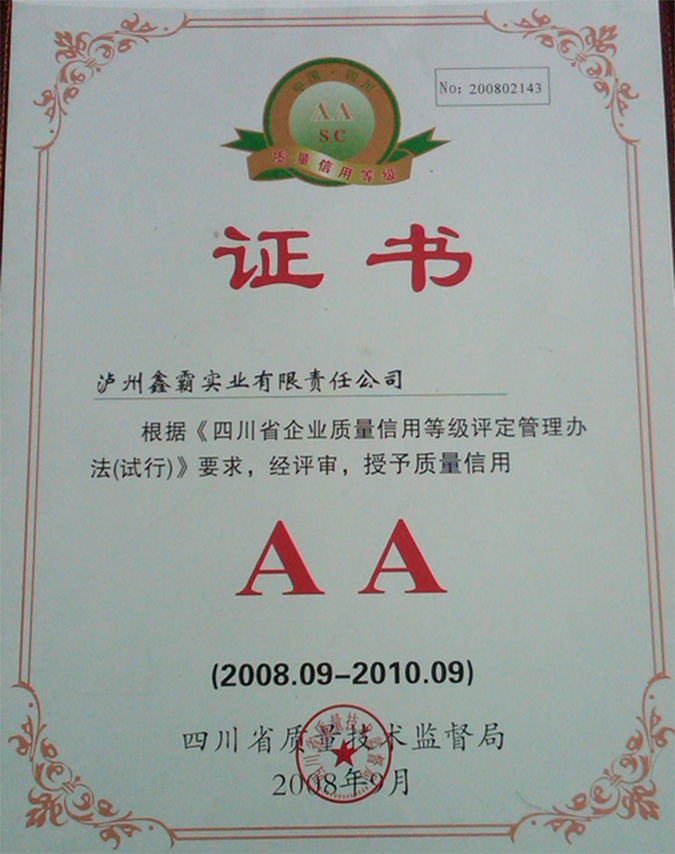 No: 200802143
中国·四川
AA
SC
质量信用等级
证书
泸州鑫霸实业有限责任公司
根据《四川省企业质量信用等级评定管理办
法(试行)》要求，经评审，授予质量信用
AA
(2008.09-2010.09)
四川省质量技术监督局
2008年9月